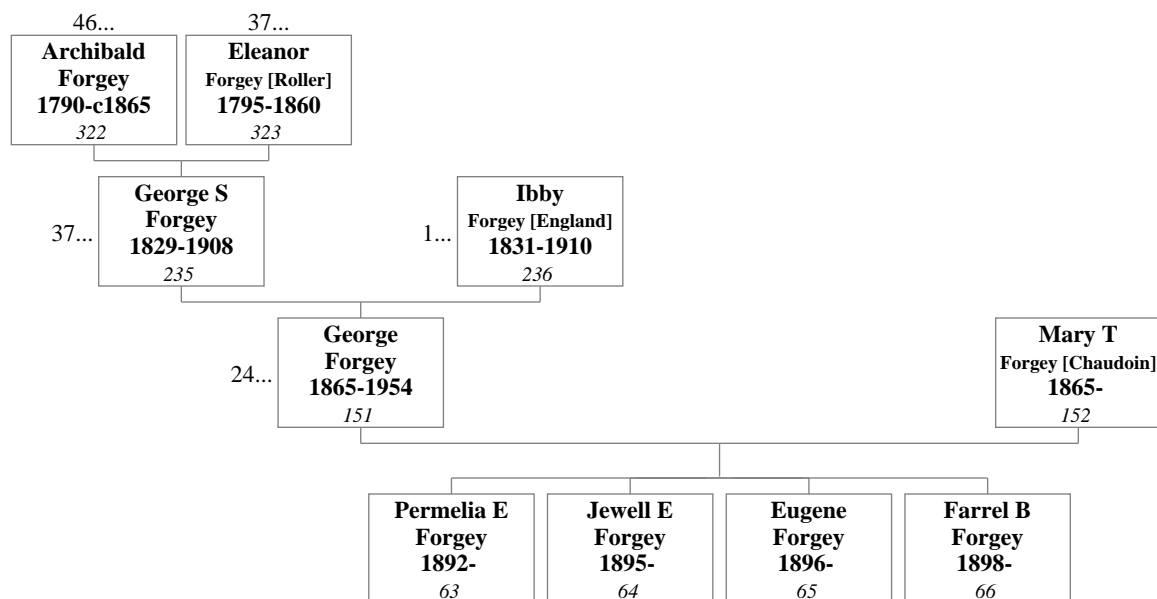 46...
37...
Archibald
Forgey
1790-c1865
322
Eleanor
Forgey [Roller]
1795-1860
323
37...
George S
Forgey
1829-1908
235
1...
Ibby
Forgey [England]
1831-1910
236
24...
George
Forgey
1865-1954
151
Mary T
Forgey [Chaudoin]
1865-
152
Permelia E
Forgey
1892-
63
Jewell E
Forgey
1895-
64
Eugene
Forgey
1896-
65
Farrel B
Forgey
1898-
66